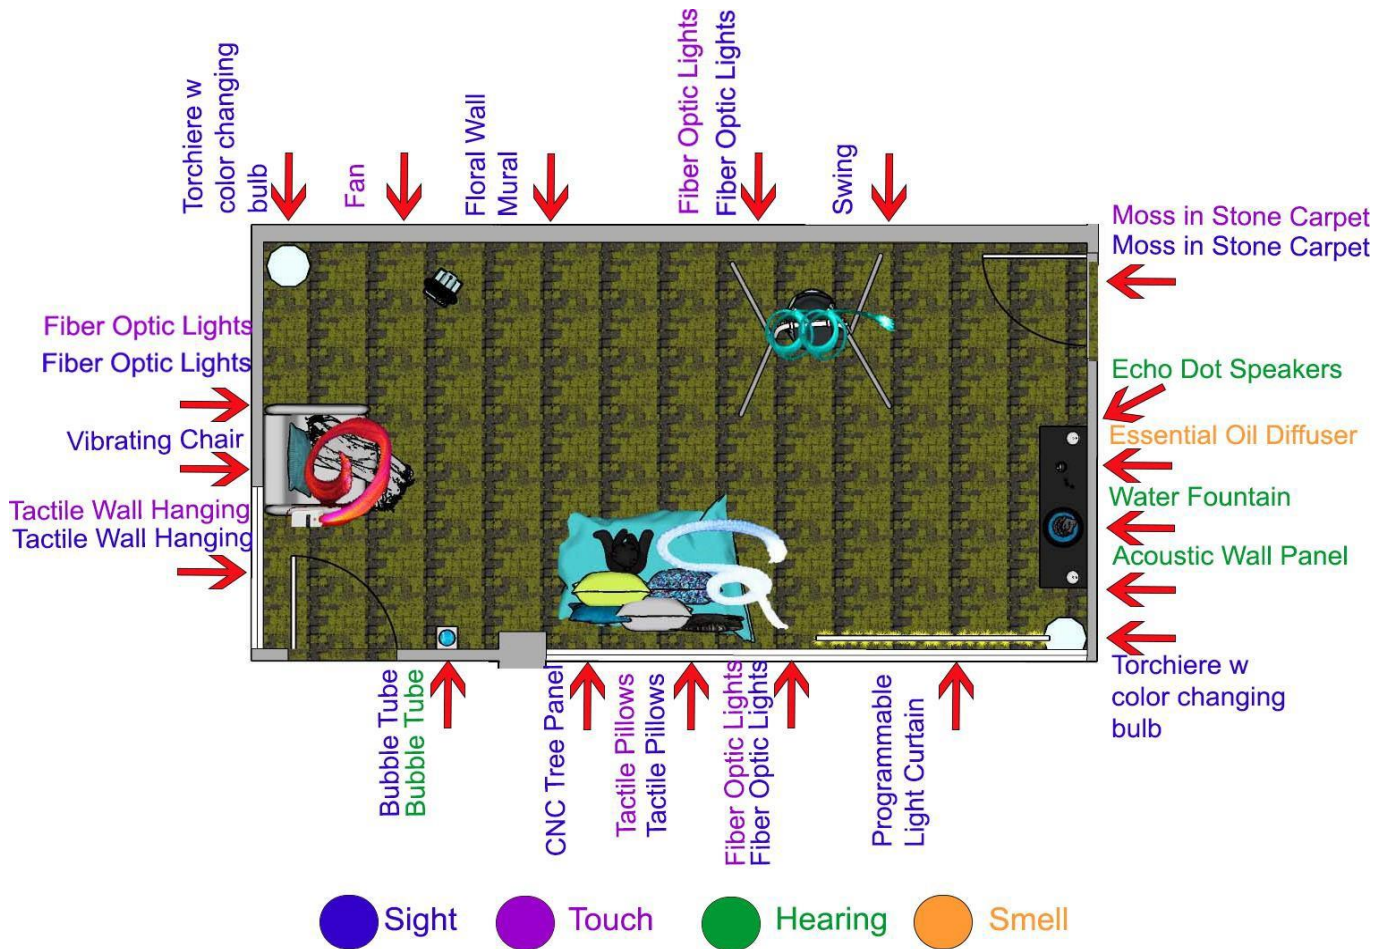 Torchiere w
color changing
bulb
Fan
Floral Wall
Mural
Fiber Optic Lights
Fiber Optic Lights
Swing
Moss in Stone Carpet
Moss in Stone Carpet
Fiber Optic Lights
Fiber Optic Lights
Vibrating Chair
Tactile Wall Hanging
Tactile Wall Hanging
Echo Dot Speakers
Essential Oil Diffuser
Water Fountain
Acoustic Wall Panel
Torchiere w
color changing
bulb
Bubble Tube
Bubble Tube
CNC Tree Panel
Tactile Pillows
Tactile Pillows
Fiber Optic Lights
Fiber Optic Lights
Programmable
Light Curtain
Sight
Touch
Hearing
Smell